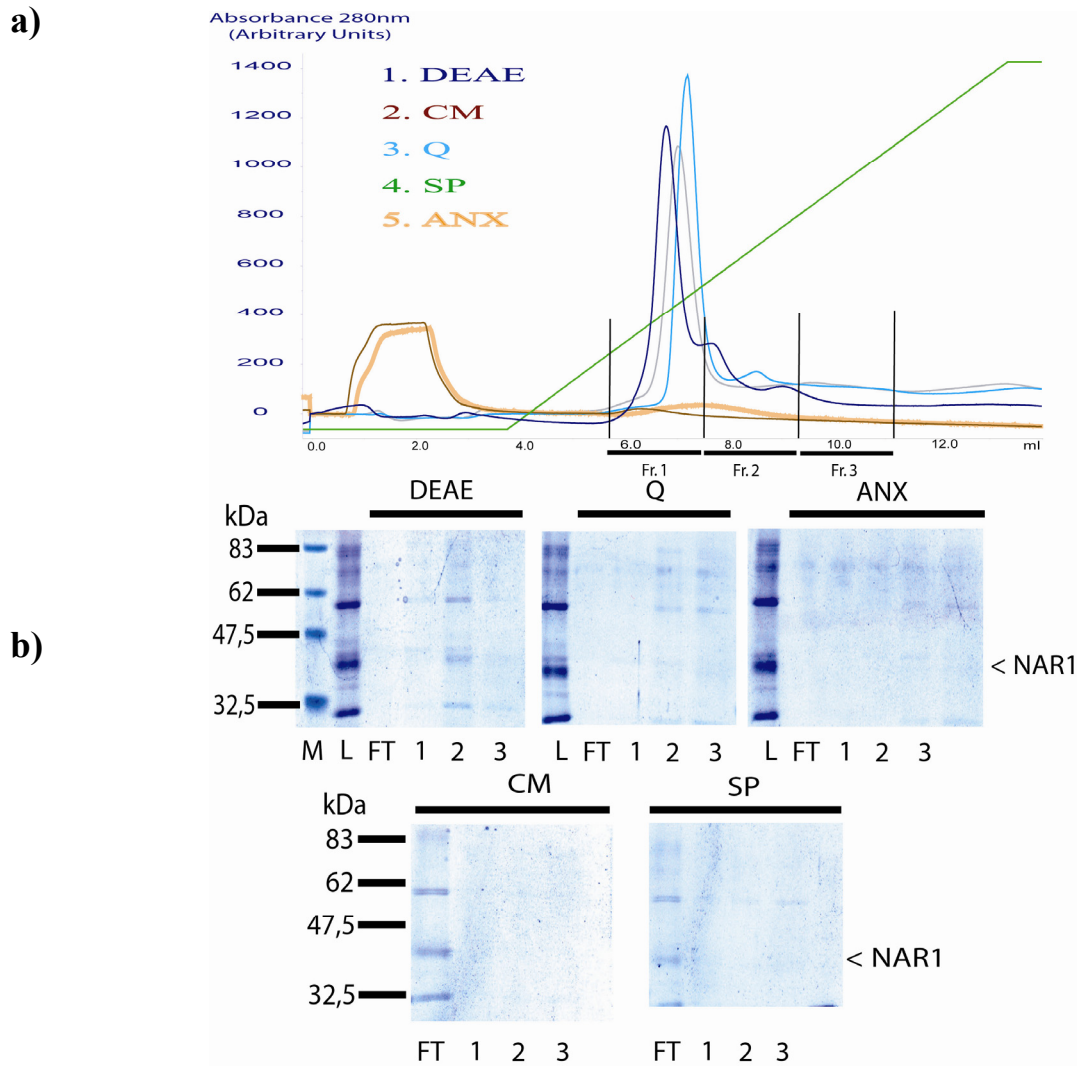 a)
Absorbance 280nm
(Arbitrary Units)
1400
1200
1000
800
600
400
200
0
1. DEAE
2. CM
3. Q
4. SP
5. ANX
0.0 2.0 4.0 6.0 8.0 10.0 12.0 ml
Fr. 1 Fr. 2 Fr. 3
DEAE Q ANX
kDa
83
62
47,5
32,5
b)
< NAR1
M L FT 1 2 3 L FT 1 2 3 L FT 1 2 3
CM SP
kDa
83
62
47,5
32,5
< NAR1
FT 1 2 3 FT 1 2 3